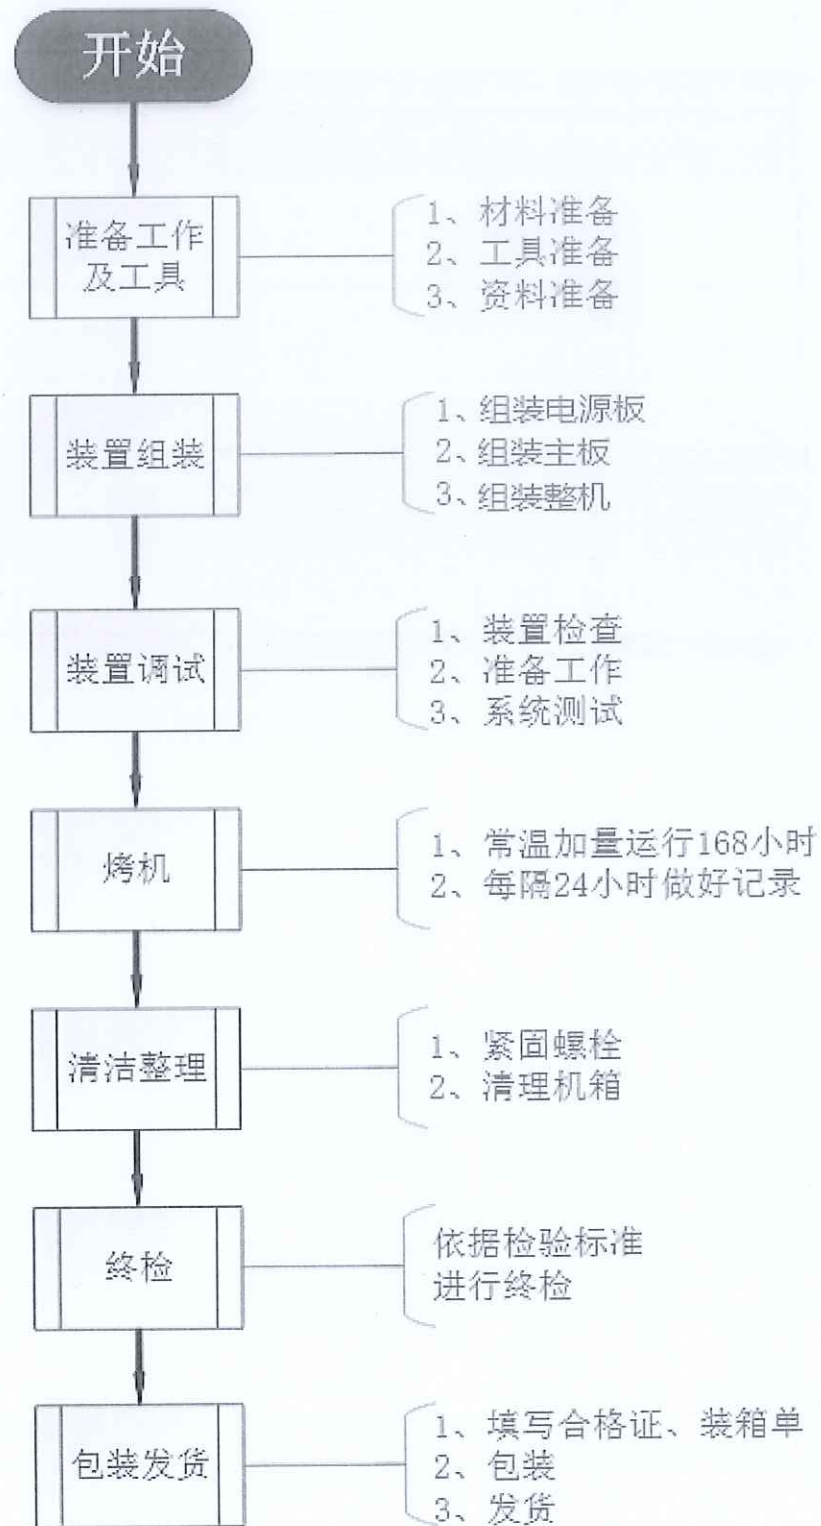 开始
准备工作
及工具
1、材料准备
2、工具准备
3、资料准备
装置组装
1、组装电源板
2、组装主板
3、组装整机
装置调试
1、装置检查
2、准备工作
3、系统测试
烤机
1、常温加量运行168小时
2、每隔24小时做好记录
清洁整理
1、紧固螺栓
2、清理机箱
终检
依据检验标准
进行终检
包装发货
1、填写合格证、装箱单
2、包装
3、发货